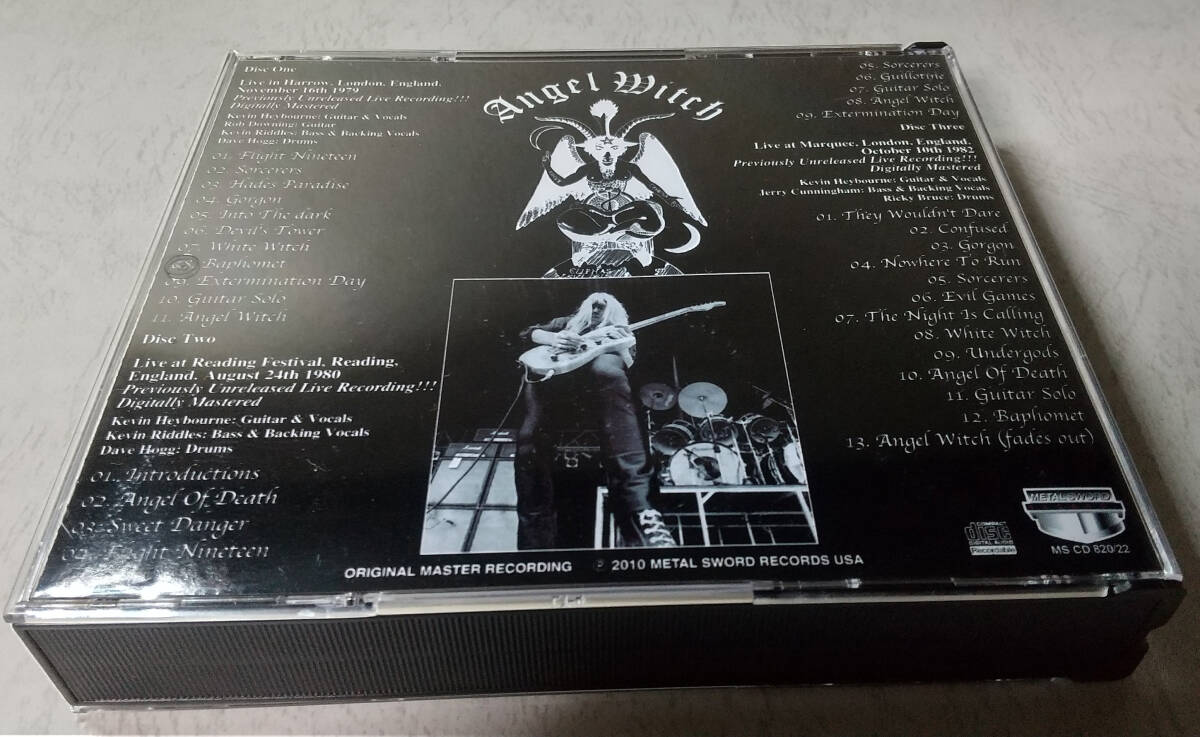 Disc One
Live in Harrow, London, England,
November 16th 1979
Previously Unreleased Live Recording!!!
Digitally Mastered
Kevin Heybourne: Guitar & Vocals
Rob Downing: Guitar
Kevin Riddles: Bass & Backing Vocals
Dave Hogg: Drums
01. Flight Nineteen
02. Sorcerers
03. Hades Paradise
04. Gorgon
05. Into The dark
06. Devil's Tower
07. White Witch
08. Baphomet
09. Extermination Day
10. Guitar Solo
11. Angel Witch
Disc Two
Live at Reading Festival, Reading,
England, August 24th 1980
Previously Unreleased Live Recording!!!
Digitally Mastered
Kevin Heybourne: Guitar & Vocals
Kevin Riddles: Bass & Backing Vocals
Dave Hogg: Drums
01. Introductions
02. Angel Of Death
03. Sweet Danger
04. Flight Nineteen
Angel Witch
05. Sorcerers
06. Guillotine
07. Guitar Solo
08. Angel Witch
09. Extermination Day
Disc Three
Live at Marquee, London, England,
October 10th 1982
Previously Unreleased Live Recording!!!
Digitally Mastered
Kevin Heybourne: Guitar & Vocals
Jerry Cunningham: Bass & Backing Vocals
Ricky Bruce: Drums
01. They Wouldn't Dare
02. Confused
03. Gorgon
04. Nowhere To Run
05. Sorcerers
06. Evil Games
07. The Night Is Calling
08. White Witch
09. Undergods
10. Angel Of Death
11. Guitar Solo
12. Baphomet
13. Angel Witch (fades out)
ORIGINAL MASTER RECORDING ℗ 2010 METAL SWORD RECORDS USA
COMPACT
disc
DIGITAL AUDIO
Recordable
METAL SWORD
MS CD 820/22